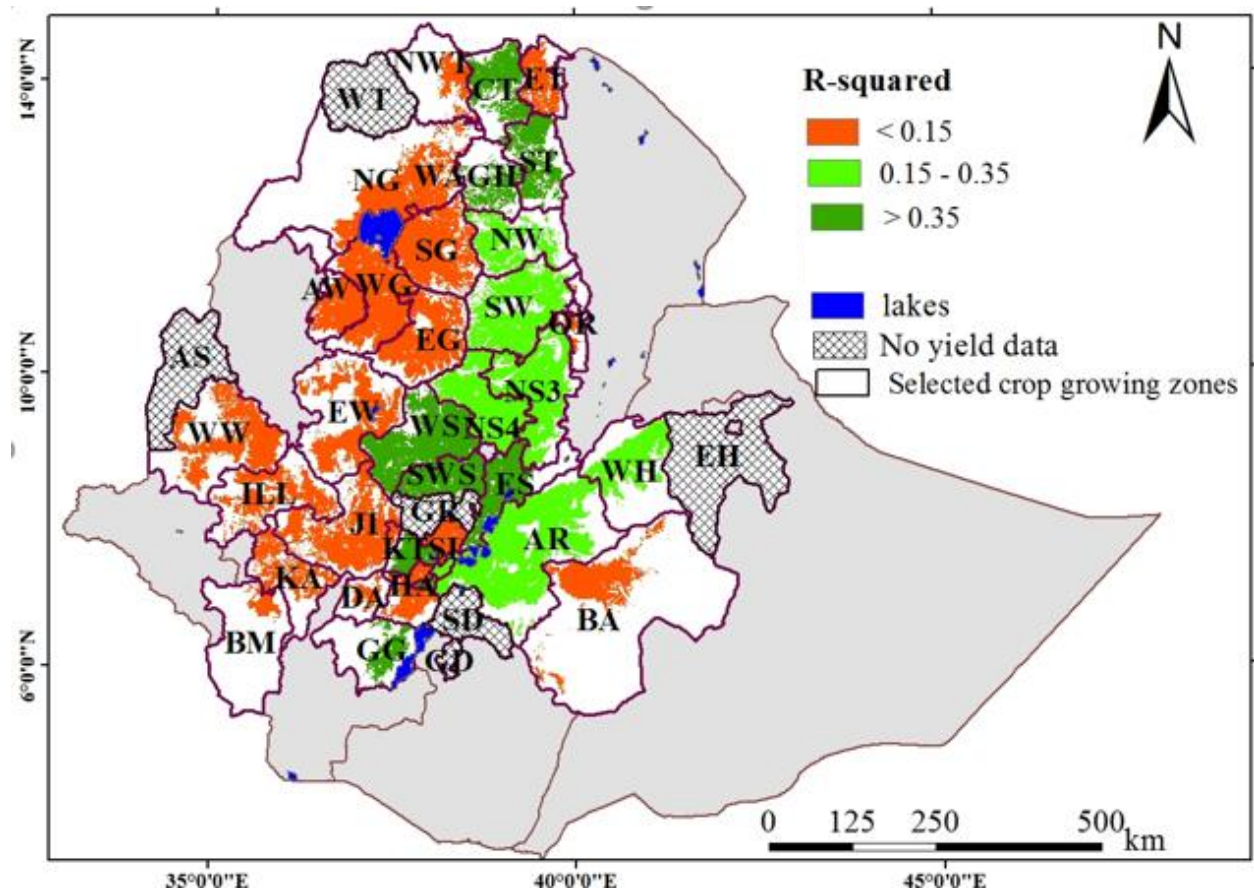 N
14°0'0"N
10°0'0"N
6°0'0"N
R-squared
< 0.15
0.15 - 0.35
> 0.35
lakes
No yield data
Selected crop growing zones
NWT
CT
ET
WT
ST
NG
WA
GH
SG
NW
AW
WG
SW
OR
EG
AS
NS3
EW
WS
NS4
WW
SWS
ES
WH
EH
ILL
GR
JI
KT
AR
KA
DA
HA
SD
BA
BM
GG
GD
0 125 250 500
km
35°0'0"E
40°0'0"E
45°0'0"E